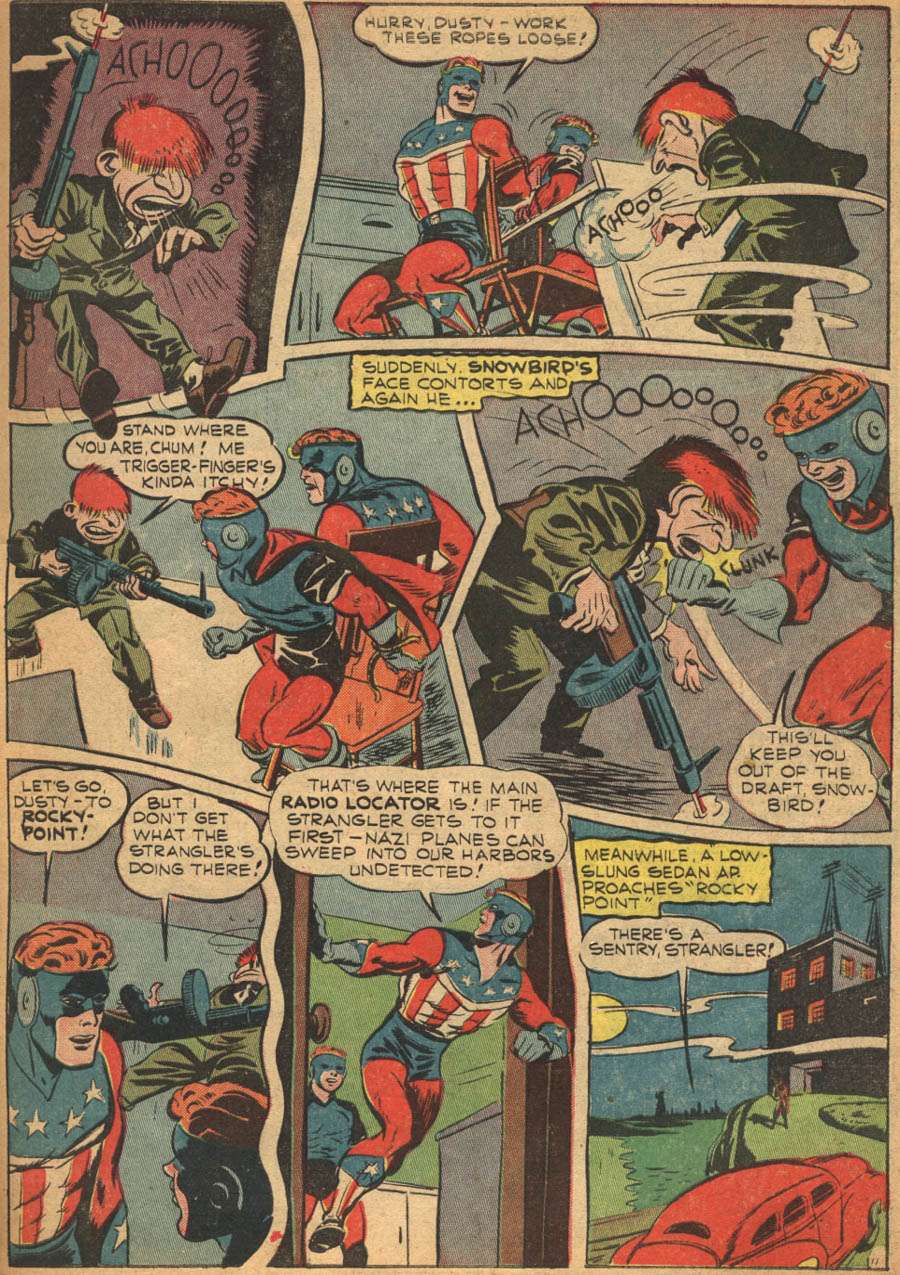 ACHOOOOOOOO
HURRY, DUSTY - WORK
THESE ROPES LOOSE!
ACHOOO
STAND WHERE
YOU ARE, CHUM! ME
TRIGGER-FINGER'S
KINDA ITCHY!
SUDDENLY, SNOWBIRD'S
FACE CONTORTS AND
AGAIN HE...
ACHOOOOOOO
CLUNK
THIS'LL
KEEP YOU
OUT OF THE
DRAFT, SNOW-
BIRD!
LET'S GO,
DUSTY-TO
ROCKY-
POINT!
BUT I
DON'T GET
WHAT THE
STRANGLER'S
DOING THERE!
THAT'S WHERE THE MAIN
RADIO LOCATOR IS! IF THE
STRANGLER GETS TO IT
FIRST - NAZI PLANES CAN
SWEEP INTO OUR HARBORS
UNDETECTED!
MEANWHILE, A LOW-
SLUNG SEDAN AP.
PROACHES "ROCKY
POINT"
THERE'S A
SENTRY, STRANGLER!
11